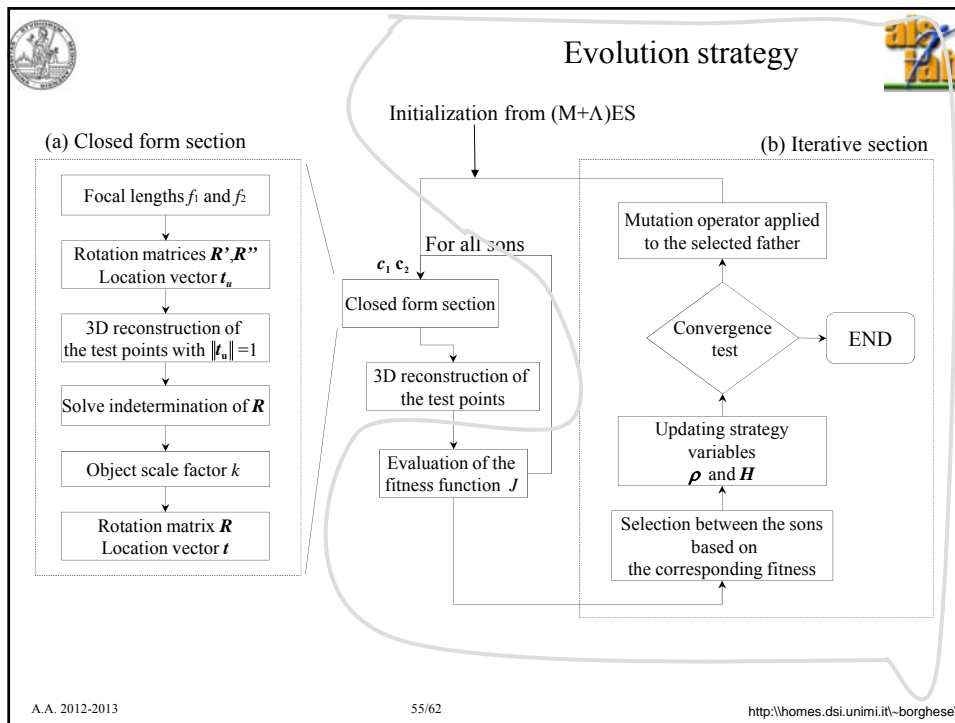 Evolution strategy
Initialization from (M+Λ)ES
(a) Closed form section
Focal lengths f1 and f2
Rotation matrices R’,R”
Location vector tu
3D reconstruction of
the test points with ||tu|| =1
Solve indetermination of R
Object scale factor k
Rotation matrix R
Location vector t
For all sons
c1 c2
Closed form section
3D reconstruction of
the test points
Evaluation of the
fitness function J
(b) Iterative section
Mutation operator applied
to the selected father
Convergence
test
END
Updating strategy
variables
ρ and H
Selection between the sons
based on
the corresponding fitness
A.A. 2012-2013
55/62
http:\\homes.dsi.unimi.it\~borghese\